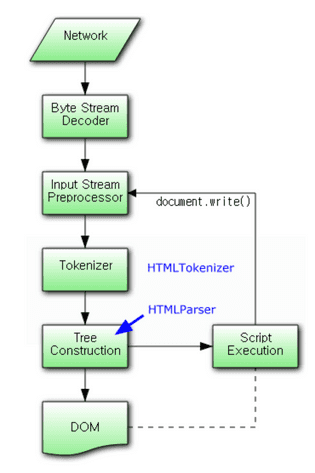 Network
Byte Stream
Decoder
Input Stream
Preprocessor
document.write()
Tokenizer
HTMLTokenizer
HTMLParser
Tree
Construction
Script
Execution
DOM